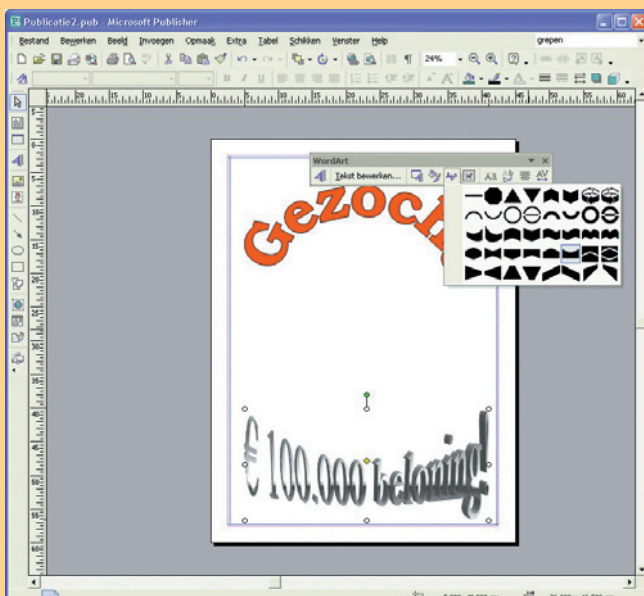 Publicatie2.pub - Microsoft Publisher
Bestand Bewerken Beeld Invoegen Opmaak Extra Tabel Schikken Venster Help
grepen
24%
WordArt
Tekst bewerken...
Gezoch
€ 100.000 beloning!